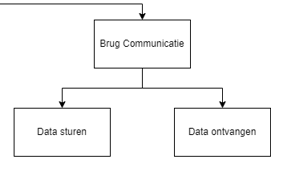 Brug Communicatie
Data sturen
Data ontvangen